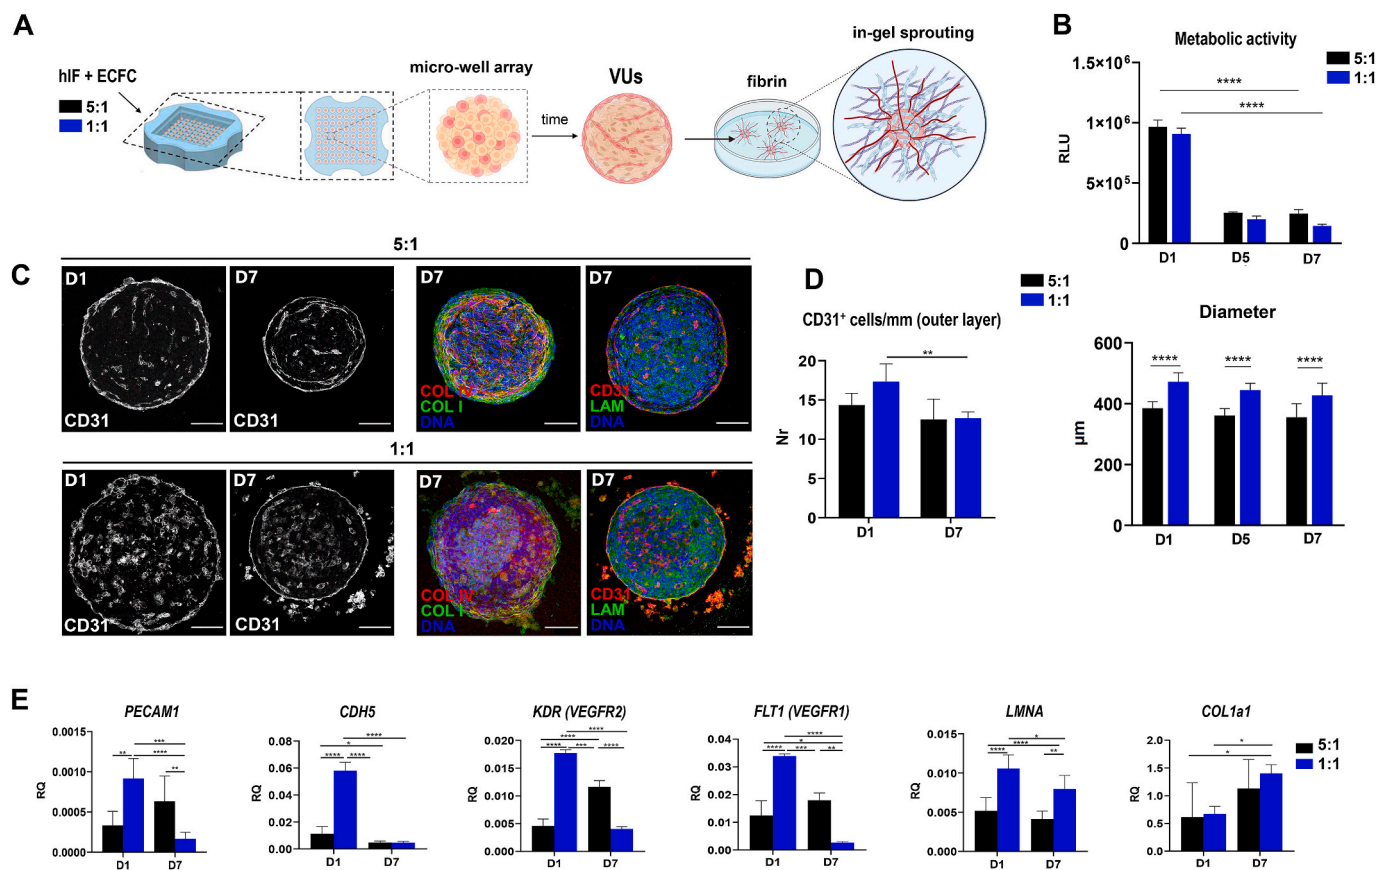 A
hIF + ECFC
5:1
1:1
micro-well array
time
VUs
fibrin
in-gel sprouting
B
Metabolic activity
5:1
1:1
1.5×10⁶
1×10⁶
5×10⁵
0
RLU
****
****
D1 D5 D7
C
5:1
D1
CD31
D7
CD31
D7
COL IV
COL I
DNA
D7
CD31
LAM
DNA
1:1
D1
CD31
D7
CD31
D7
COL IV
COL I
DNA
D7
CD31
LAM
DNA
D
5:1
1:1
CD31⁺ cells/mm (outer layer)
20
15
10
5
0
Nr
**
D1 D7
Diameter
600
400
200
0
µm
**** **** ****
D1 D5 D7
E
PECAM1
0.0015
0.0010
0.0005
0.0000
RQ
***
** ****
**
D1 D7
CDH5
0.08
0.06
0.04
0.02
0.00
RQ
****
*
**** ****
D1 D7
KDR (VEGFR2)
0.020
0.015
0.010
0.005
0.000
RQ
****
****
**** *** ****
D1 D7
FLT1 (VEGFR1)
0.04
0.03
0.02
0.01
0.00
RQ
****
*
**** *** **
D1 D7
LMNA
0.015
0.010
0.005
0.000
RQ
*
****
**** **
D1 D7
COL1a1
2.0
1.5
1.0
0.5
0.0
RQ
*
*
D1 D7
5:1
1:1